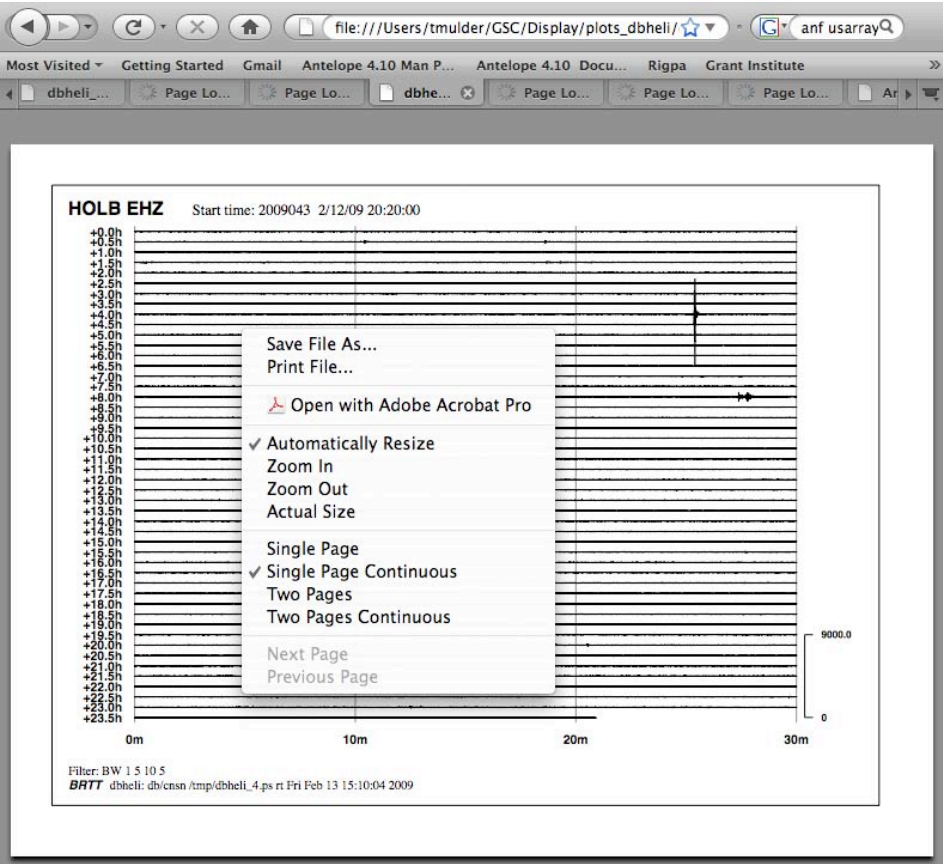 file:///Users/tmulder/GSC/Display/plots_dbheli/
anf usarray
Most Visited Getting Started Gmail Antelope 4.10 Man P... Antelope 4.10 Docu... Rigpa Grant Institute »
dbheli_... Page Lo... Page Lo... dbhe... Page Lo... Page Lo... Page Lo... Ar
HOLB EHZ Start time: 2009043 2/12/09 20:20:00
+0.0h
+0.5h
+1.0h
+1.5h
+2.0h
+2.5h
+3.0h
+3.5h
+4.0h
+4.5h
+5.0h
+5.5h
+6.0h
+6.5h
+7.0h
+7.5h
+8.0h
+8.5h
+9.0h
+9.5h
+10.0h
+10.5h
+11.0h
+11.5h
+12.0h
+12.5h
+13.0h
+13.5h
+14.0h
+14.5h
+15.0h
+15.5h
+16.0h
+16.5h
+17.0h
+17.5h
+18.0h
+18.5h
+19.0h
+19.5h
+20.0h
+20.5h
+21.0h
+21.5h
+22.0h
+22.5h
+23.0h
+23.5h
Save File As...
Print File...
Open with Adobe Acrobat Pro
✓ Automatically Resize
Zoom In
Zoom Out
Actual Size
Single Page
✓ Single Page Continuous
Two Pages
Two Pages Continuous
Next Page
Previous Page
9000.0
0
0m 10m 20m 30m
Filter: BW 1 5 10 5
BRTT dbheli: db/cnsn /tmp/dbheli_4.ps rt Fri Feb 13 15:10:04 2009